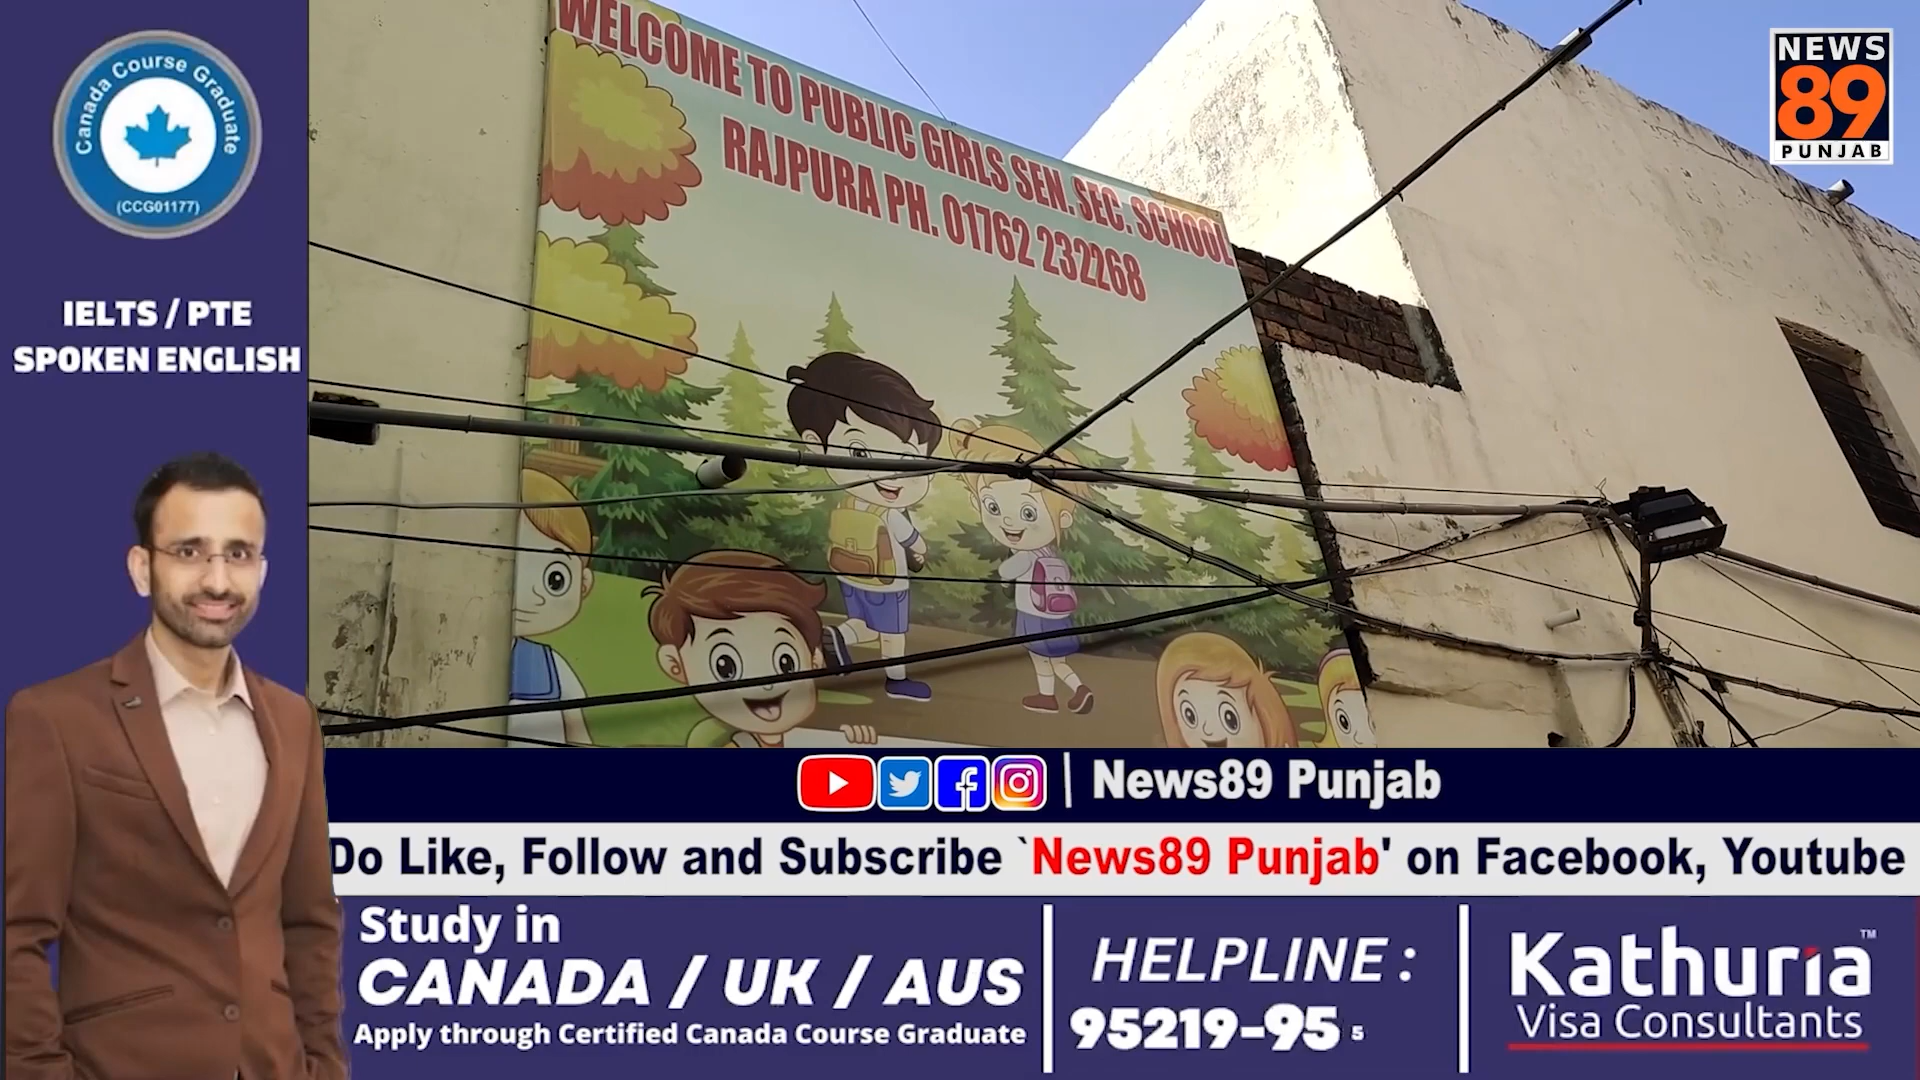 Canada Course Graduate
(CCG01177)
IELTS / PTE
SPOKEN ENGLISH
WELCOME TO PUBLIC GIRLS SEN. SEC. SCHOOL
RAJPURA PH. 01762 232268
NEWS
89
PUNJAB
| News89 Punjab
Do Like, Follow and Subscribe `News89 Punjab' on Facebook, Youtube
Study in
CANADA / UK / AUS
Apply through Certified Canada Course Graduate
HELPLINE :
95219-95 5
Kathuria™
Visa Consultants